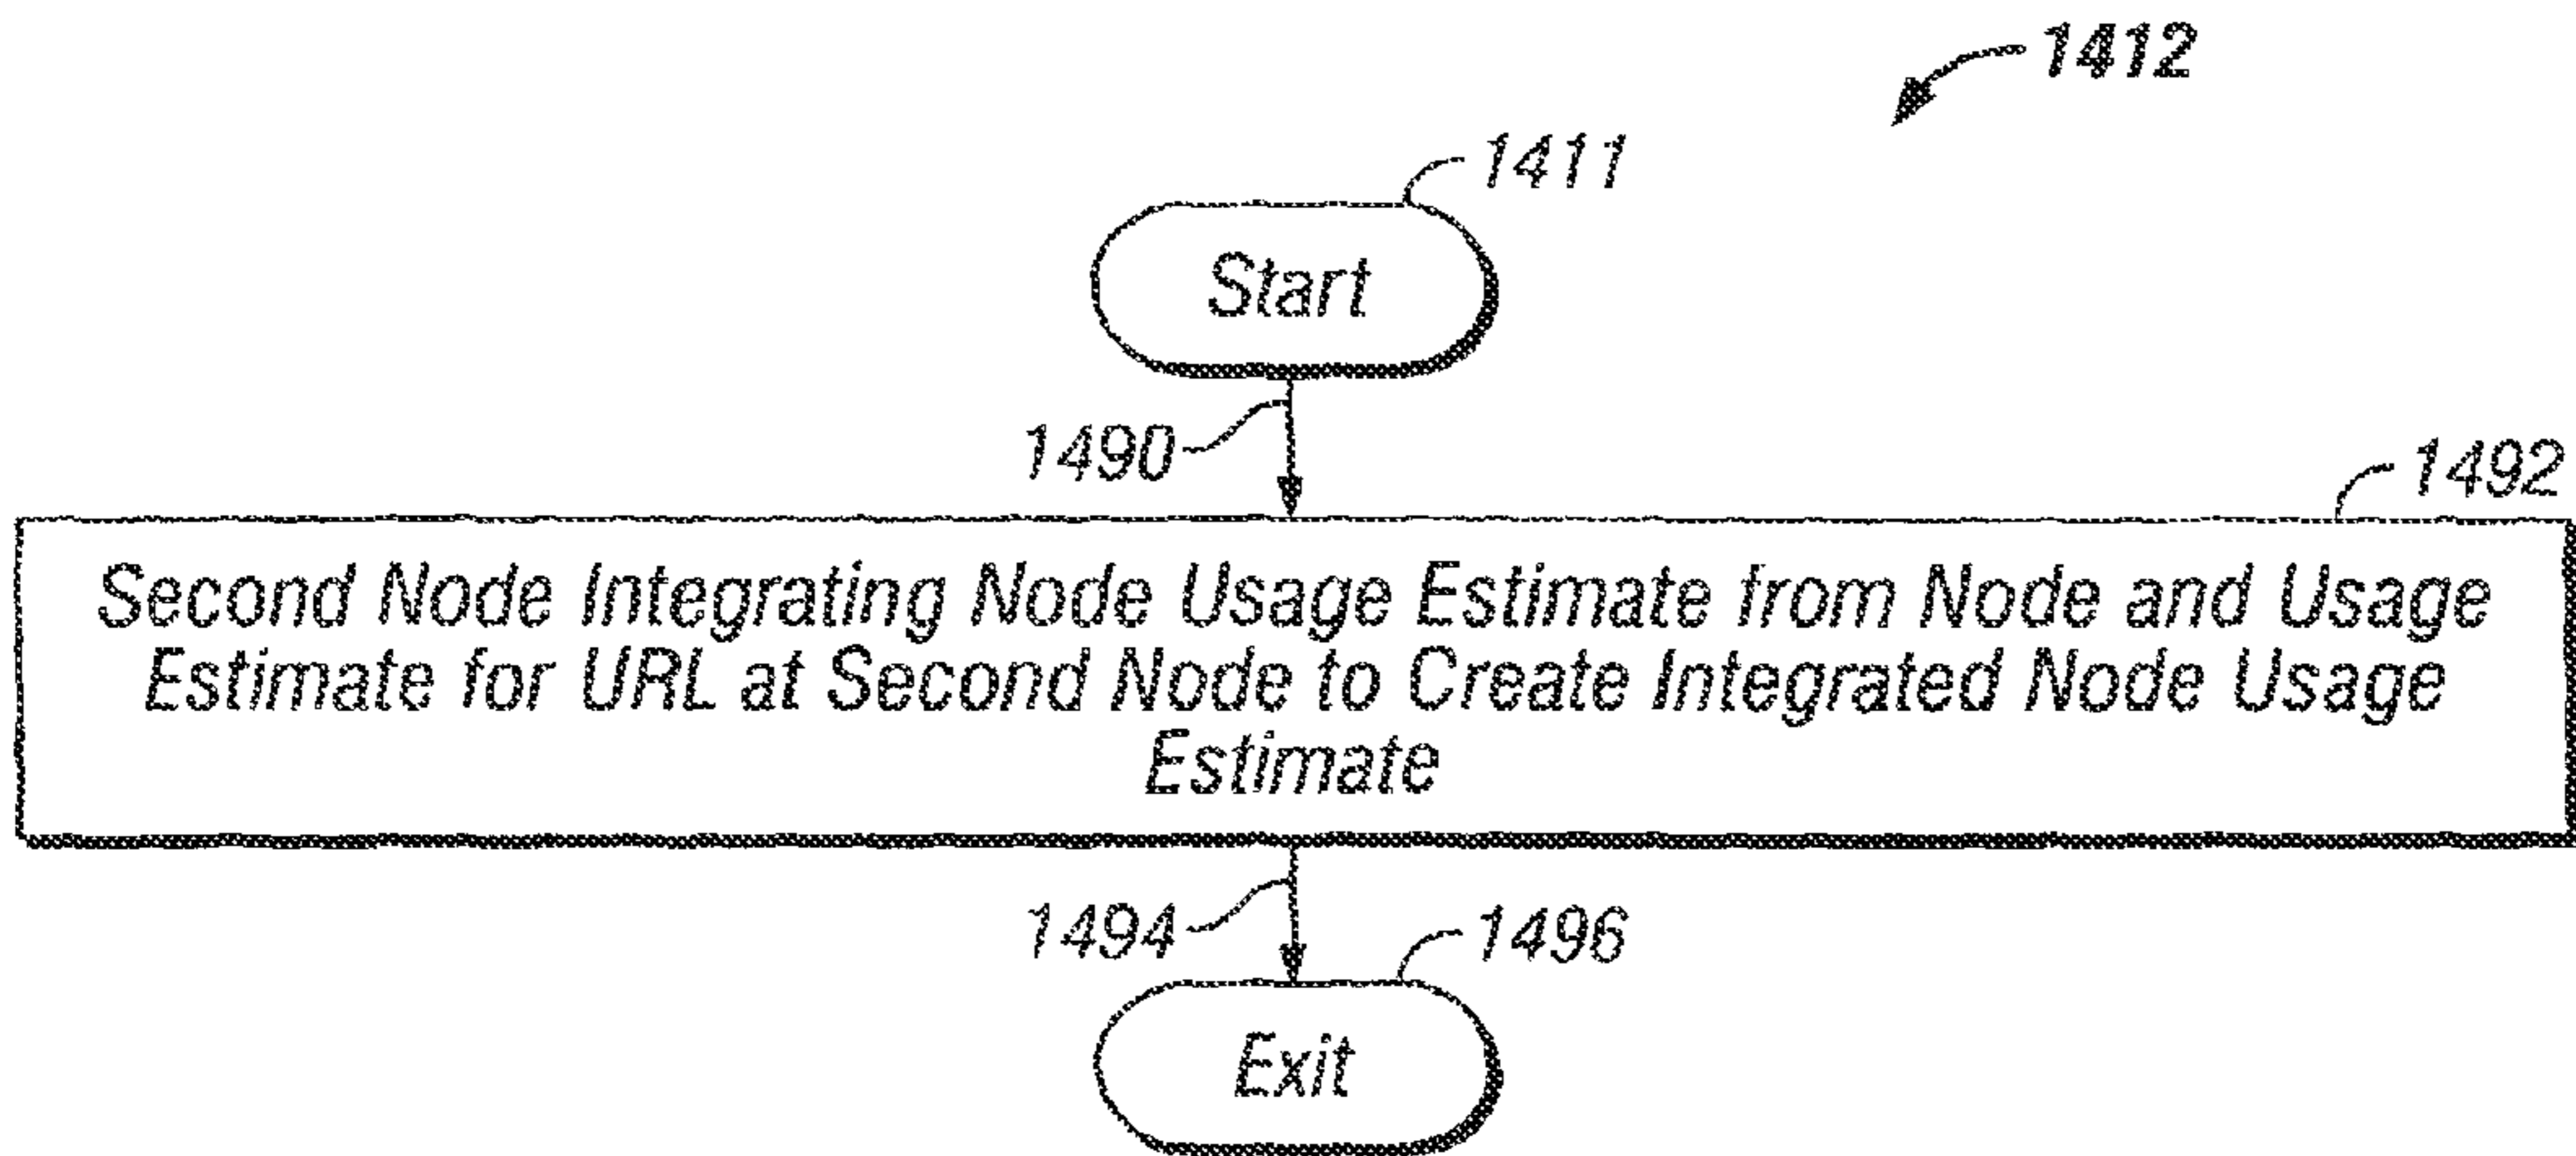 1412
1411
Start
1490
1492
Second Node Integrating Node Usage Estimate from Node and Usage
Estimate for URL at Second Node to Create Integrated Node Usage
Estimate
1494
1496
Exit